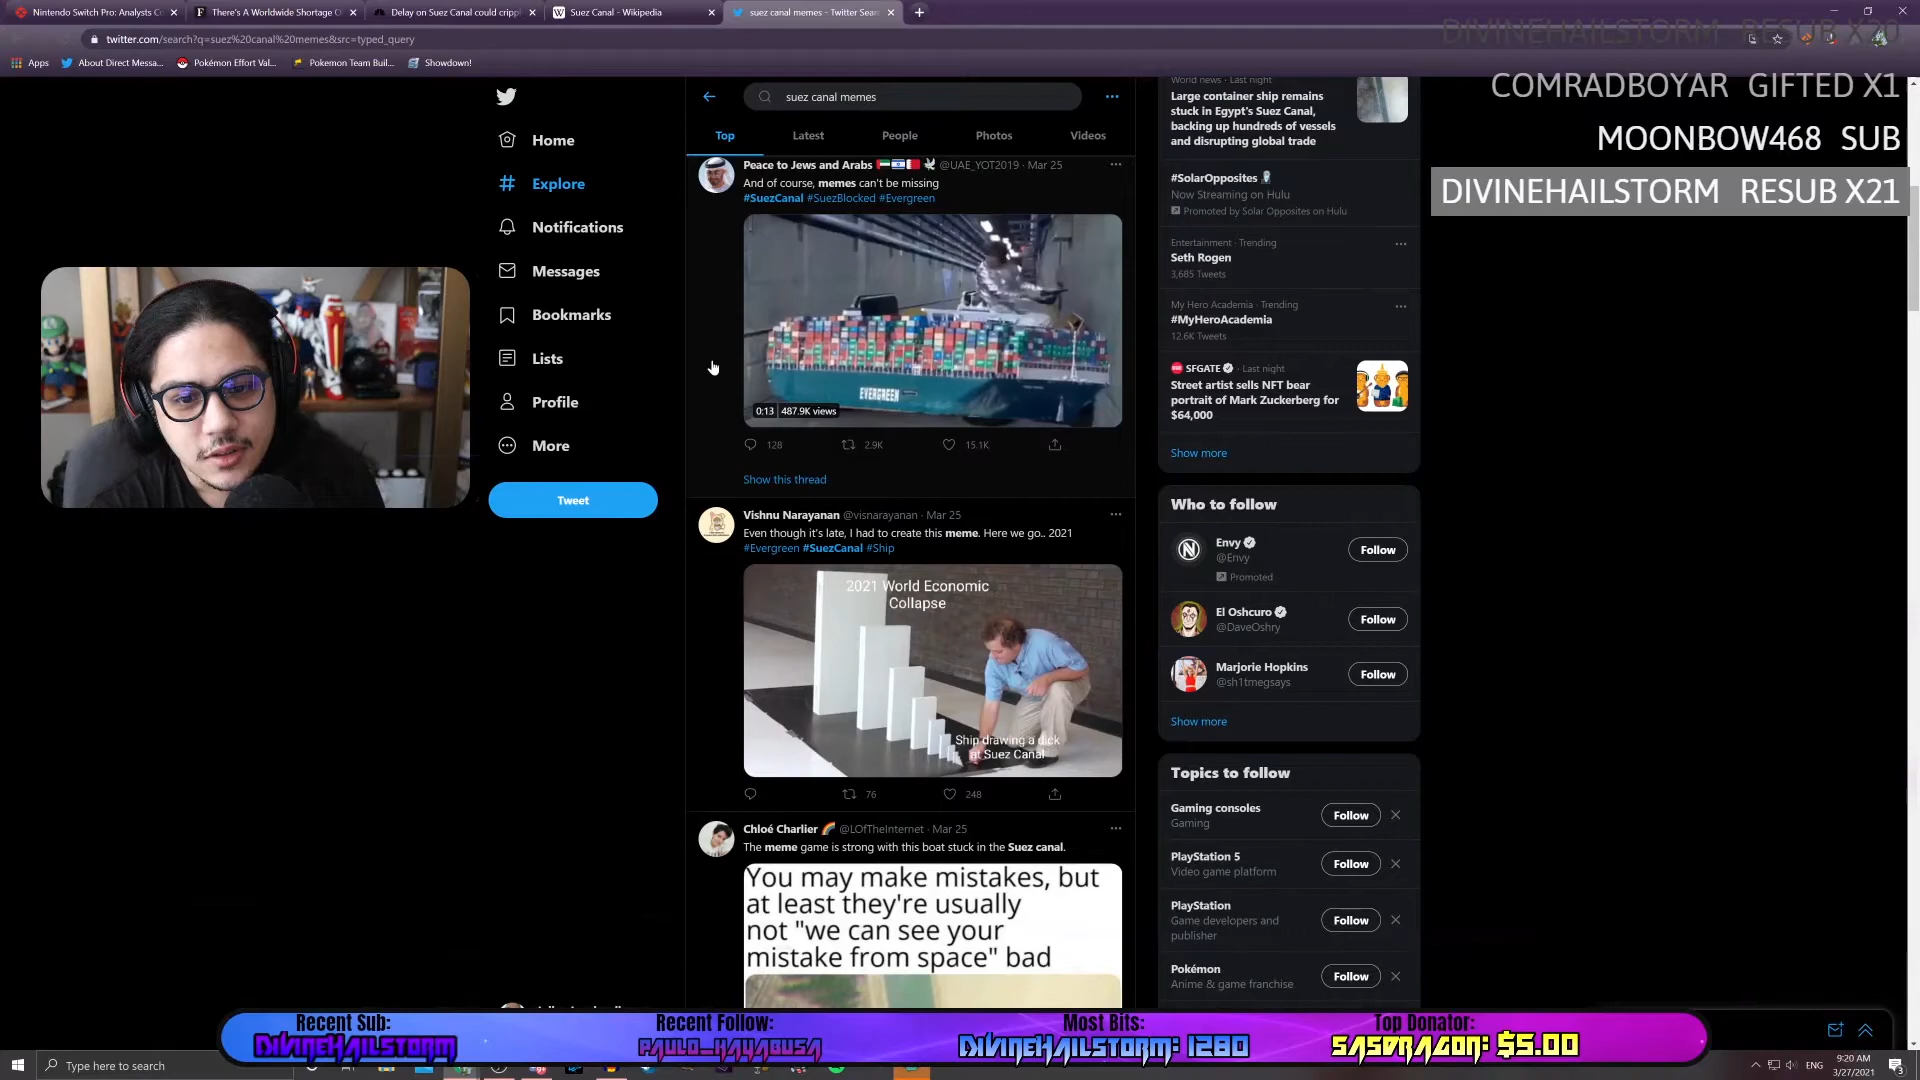 Nintendo Switch Pro: Analysts Co
There's A Worldwide Shortage O
Delay on Suez Canal could crippl
Suez Canal - Wikipedia
suez canal memes - Twitter Sear
twitter.com/search?q=suez%20canal%20memes&src=typed_query
Apps
About Direct Messa...
Pokémon Effort Val...
Pokemon Team Buil...
Showdown!
DIVINEHAILSTORM RESUB X20
COMRADBOYAR GIFTED X1
MOONBOW468 SUB
DIVINEHAILSTORM RESUB X21
Home
Explore
Notifications
Messages
Bookmarks
Lists
Profile
More
Tweet
suez canal memes
Top
Latest
People
Photos
Videos
Peace to Jews and Arabs @UAE_YOT2019 · Mar 25
And of course, memes can't be missing
#SuezCanal #SuezBlocked #Evergreen
EVERGREEN
0:13 487.9K views
128
2.9K
15.1K
Show this thread
Vishnu Narayanan @visnarayanan · Mar 25
Even though it's late, I had to create this meme. Here we go.. 2021
#Evergreen #SuezCanal #Ship
2021 World Economic
Collapse
Ship drawing a dick
at Suez Canal
76
248
Chloé Charlier @LOfTheInternet · Mar 25
The meme game is strong with this boat stuck in the Suez canal.
You may make mistakes, but
at least they're usually
not "we can see your
mistake from space" bad
World news · Last night
Large container ship remains
stuck in Egypt's Suez Canal,
backing up hundreds of vessels
and disrupting global trade
#SolarOpposites
Now Streaming on Hulu
Promoted by Solar Opposites on Hulu
Entertainment · Trending
Seth Rogen
3,685 Tweets
My Hero Academia · Trending
#MyHeroAcademia
12.6K Tweets
SFGATE · Last night
Street artist sells NFT bear
portrait of Mark Zuckerberg for
$64,000
Show more
Who to follow
Envy
@Envy
Promoted
Follow
El Oshcuro
@DaveOshry
Follow
Marjorie Hopkins
@sh1tmegsays
Follow
Show more
Topics to follow
Gaming consoles
Gaming
Follow
PlayStation 5
Video game platform
Follow
PlayStation
Game developers and
publisher
Follow
Pokémon
Anime & game franchise
Follow
Recent Sub:
DivineHailstorm
Recent Follow:
Paulo_Hayabusa
Most Bits:
DivineHailstorm: 1280
Top Donator:
SASDRAGON: $5.00
Type here to search
ENG
9:20 AM
3/27/2021